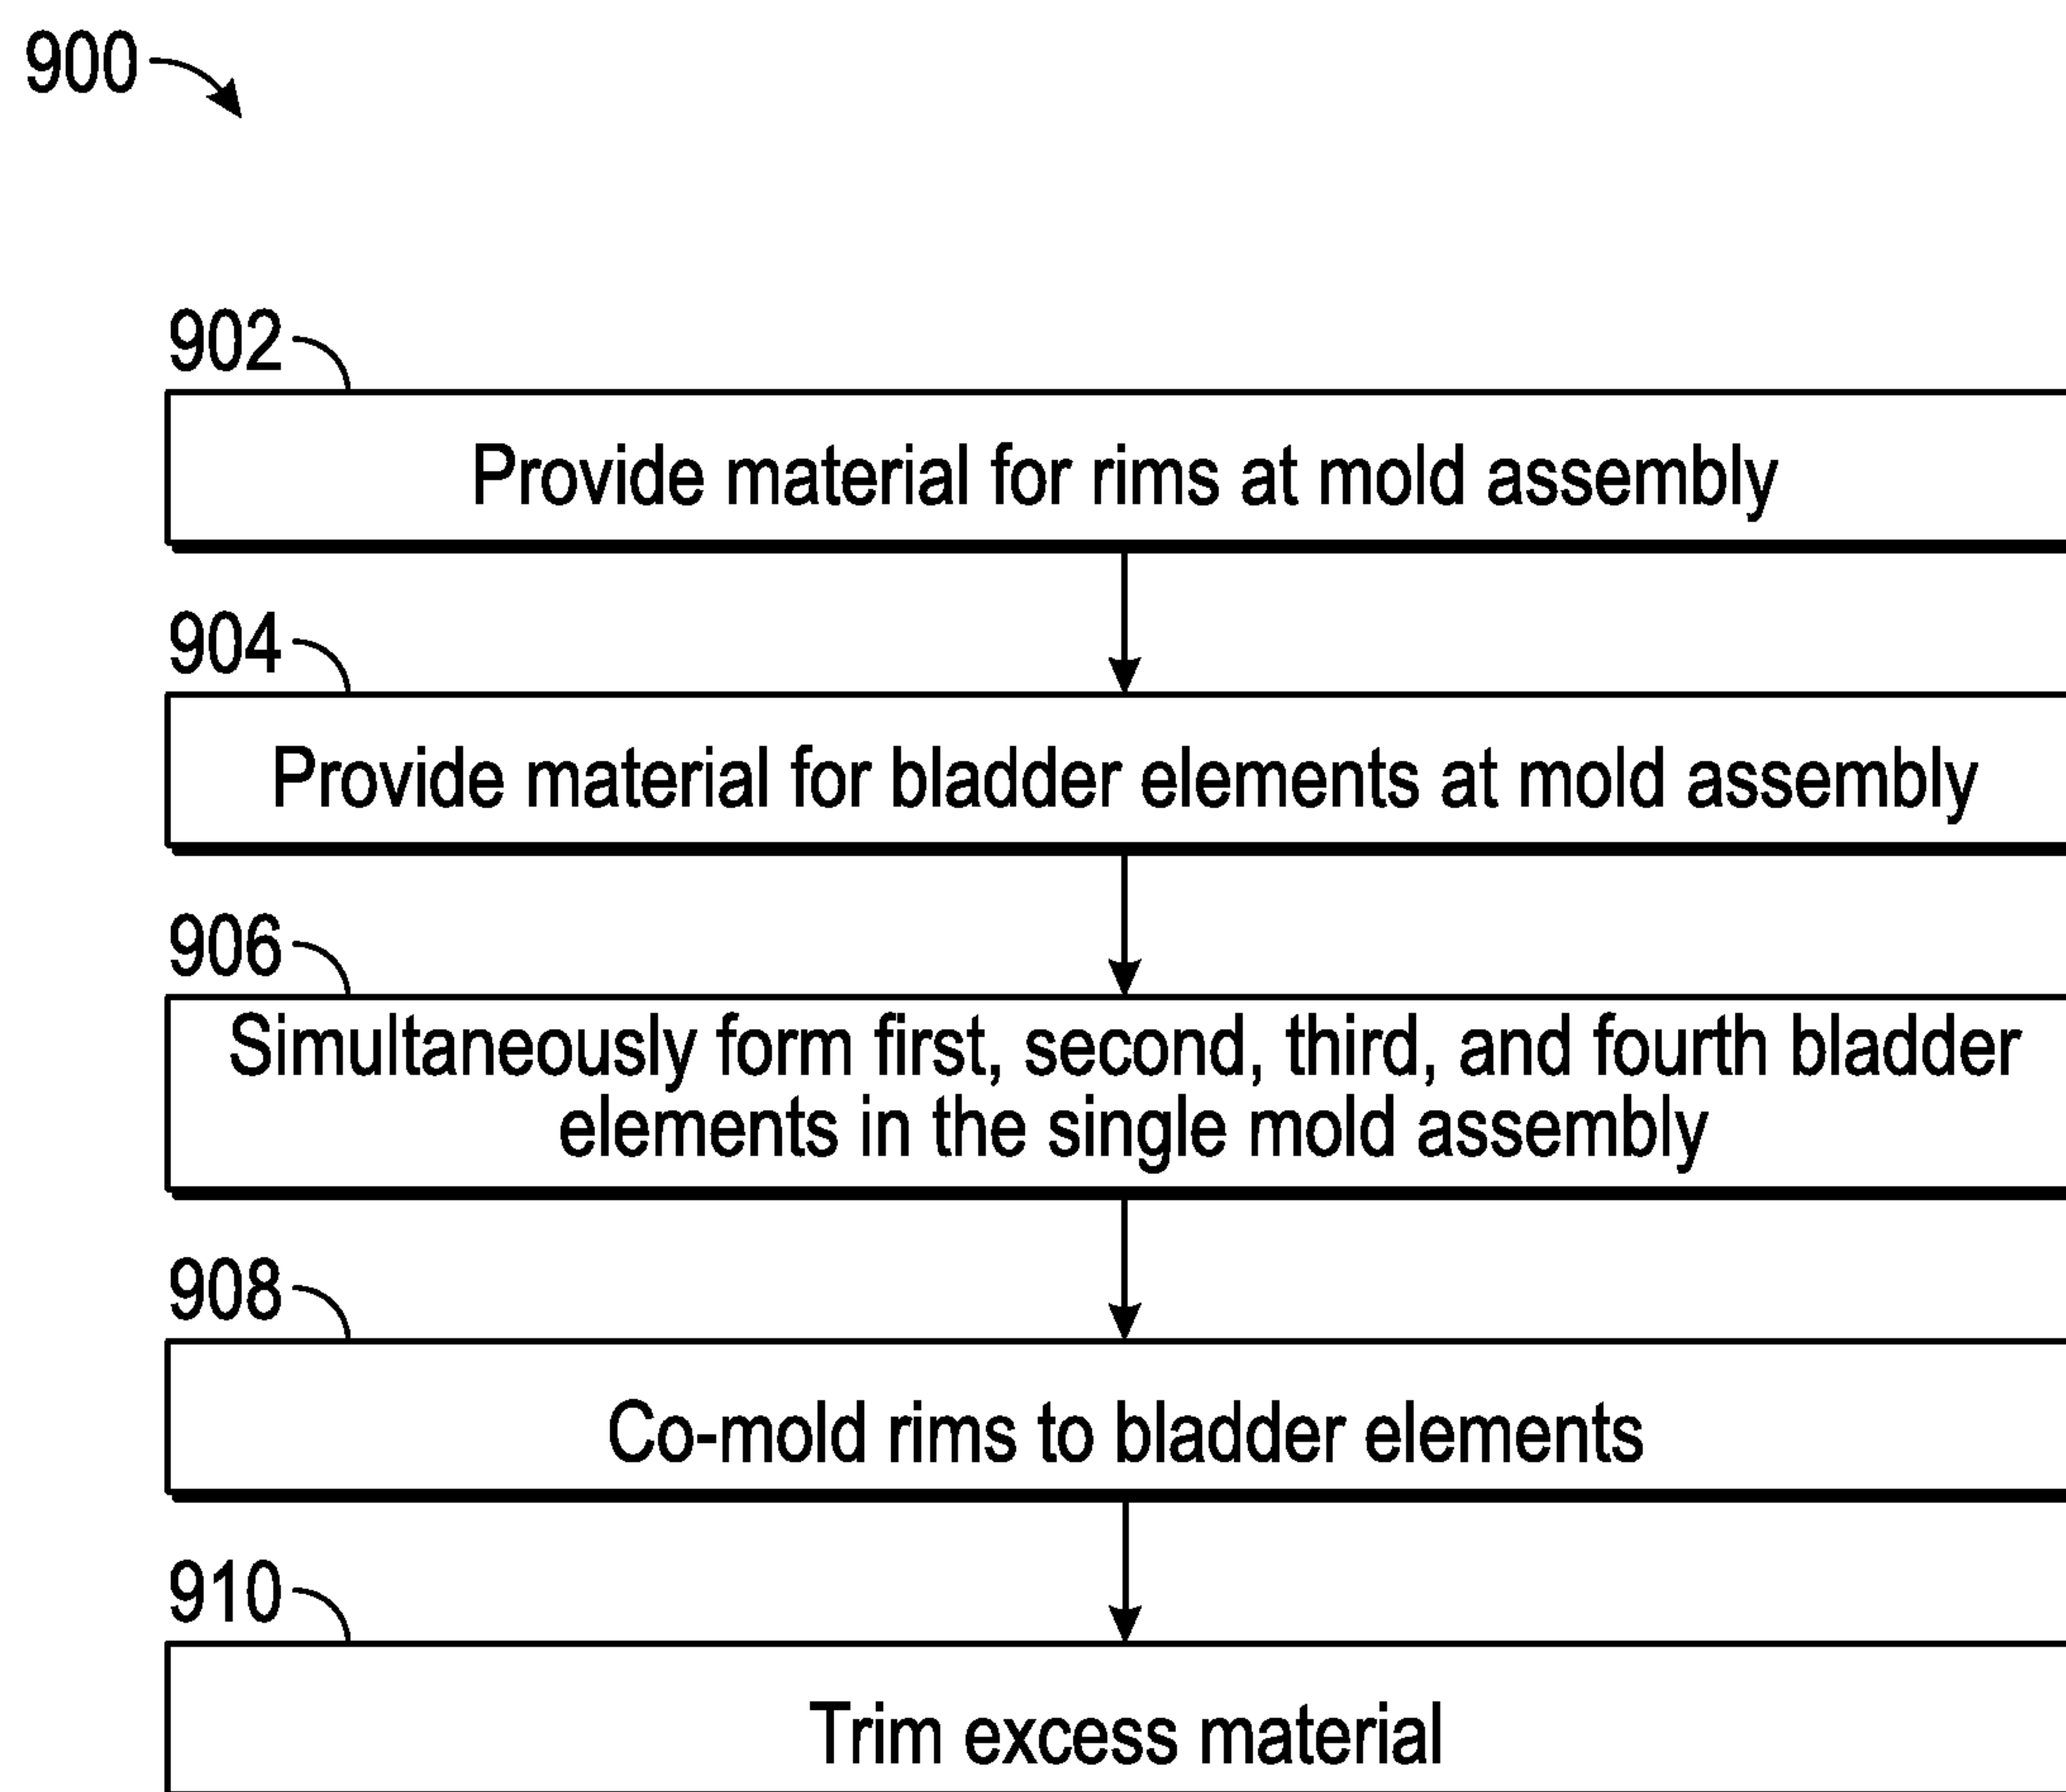 900
902
Provide material for rims at mold assembly
904
Provide material for bladder elements at mold assembly
906
Simultaneously form first, second, third, and fourth bladder
elements in the single mold assembly
908
Co-mold rims to bladder elements
910
Trim excess material